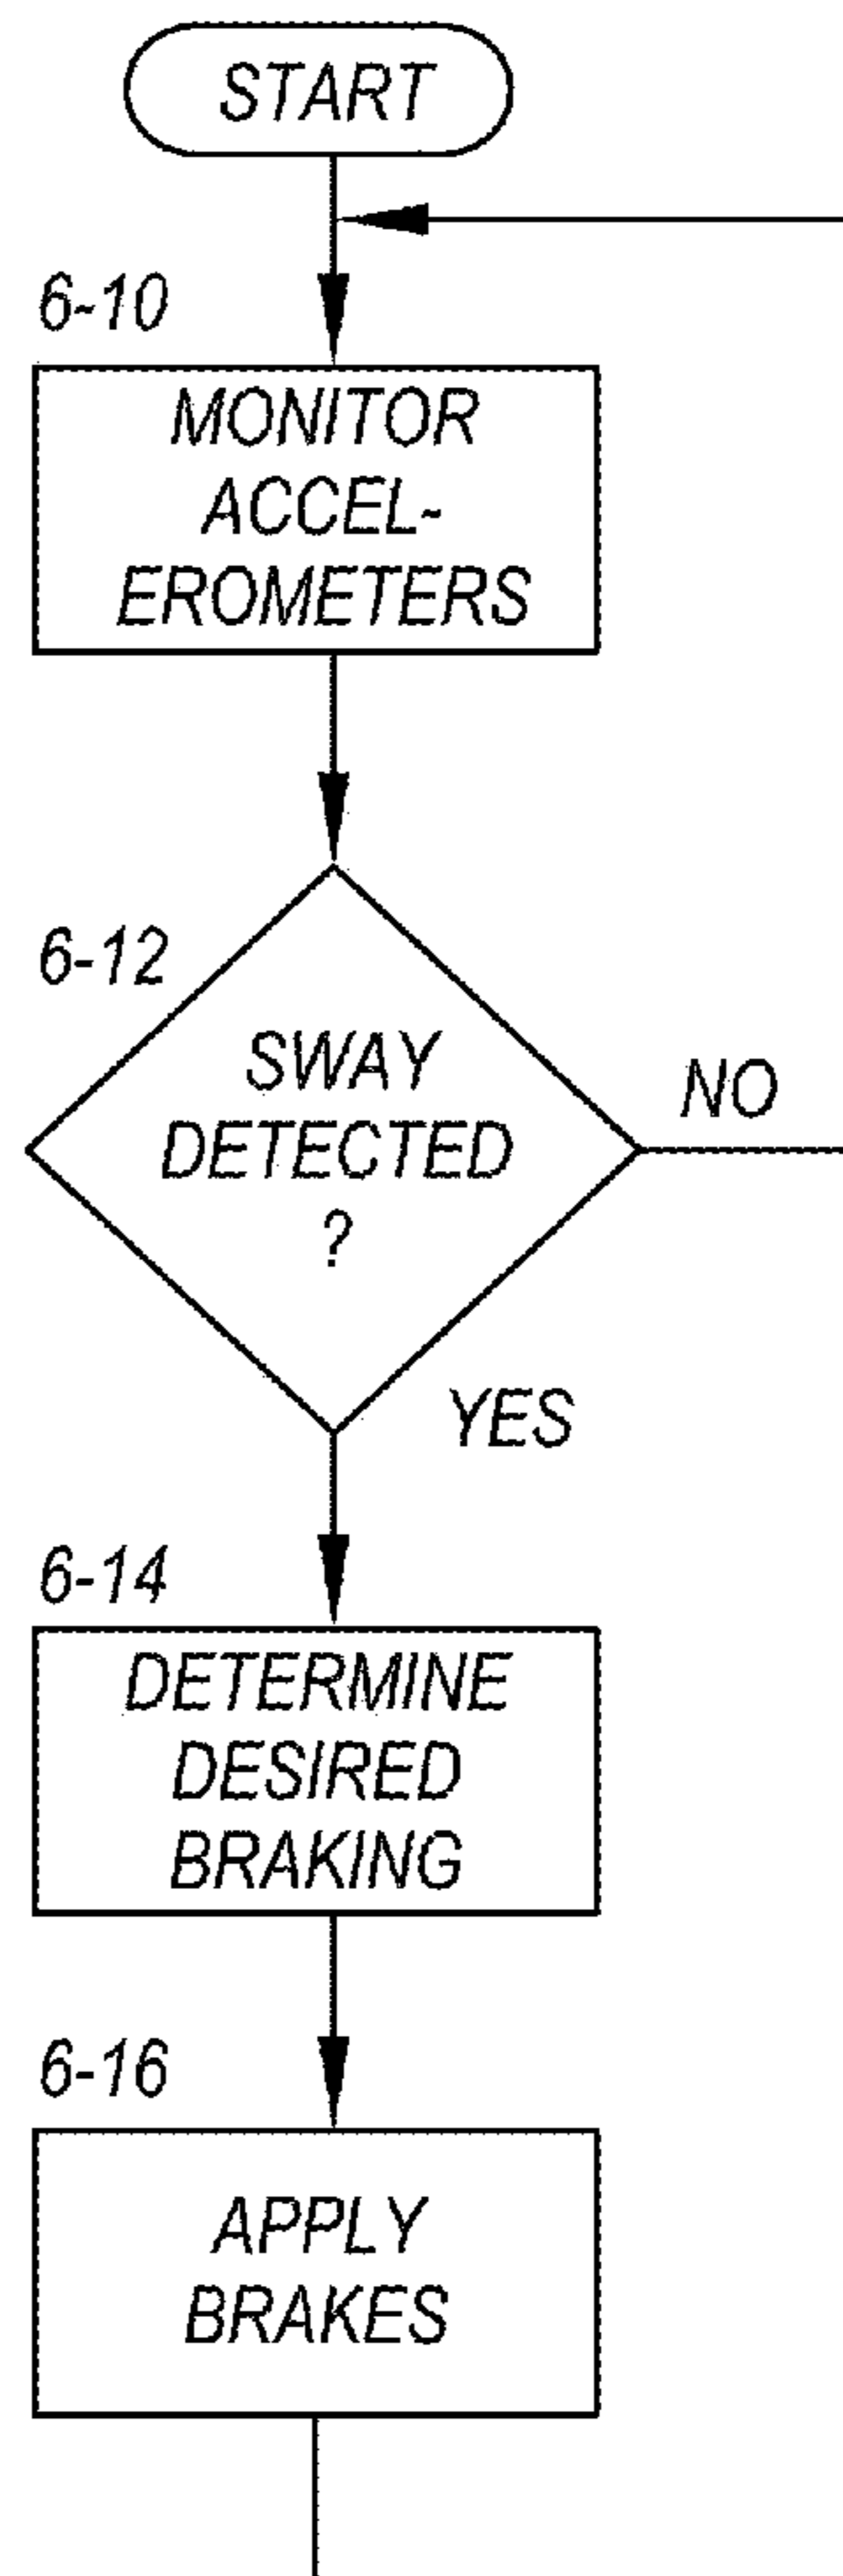 START
6-10
MONITOR
ACCEL-
EROMETERS
6-12
SWAY
DETECTED
?
NO
YES
6-14
DETERMINE
DESIRED
BRAKING
6-16
APPLY
BRAKES